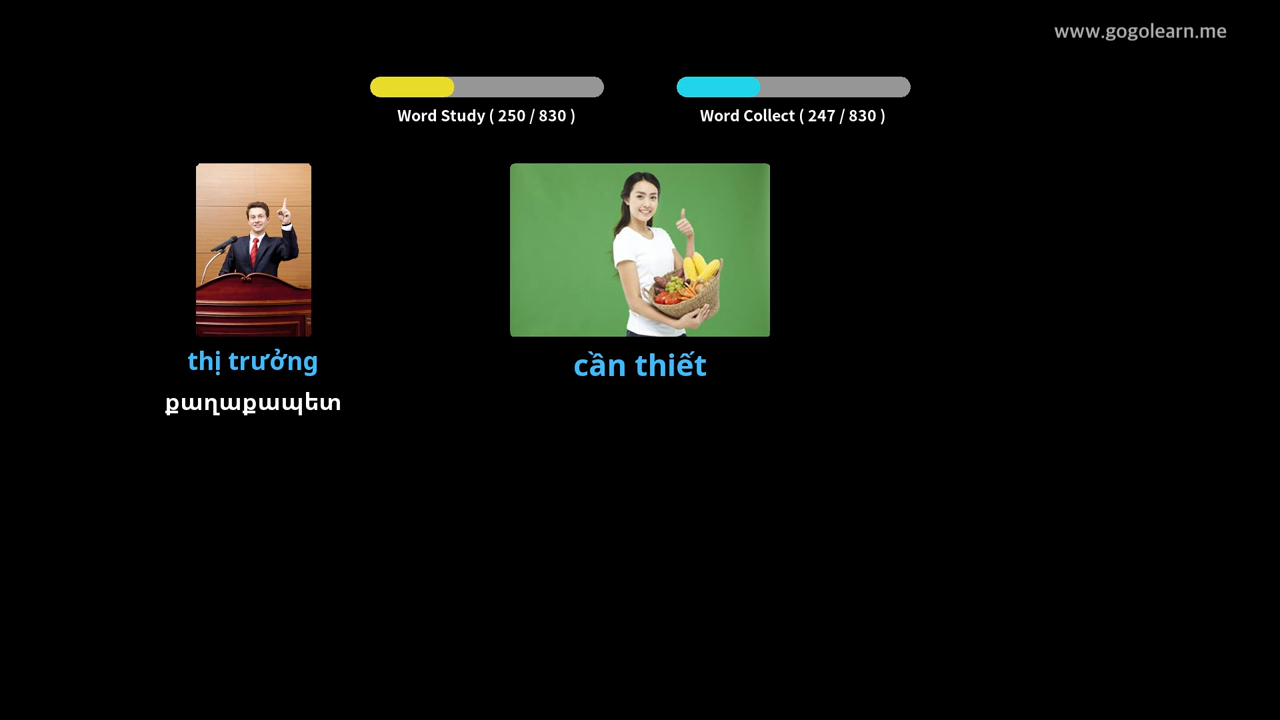 www.gogolearn.me
Word Study ( 250 / 830 )
Word Collect ( 247 / 830 )
thị trưởng
քաղաքապետ
cần thiết